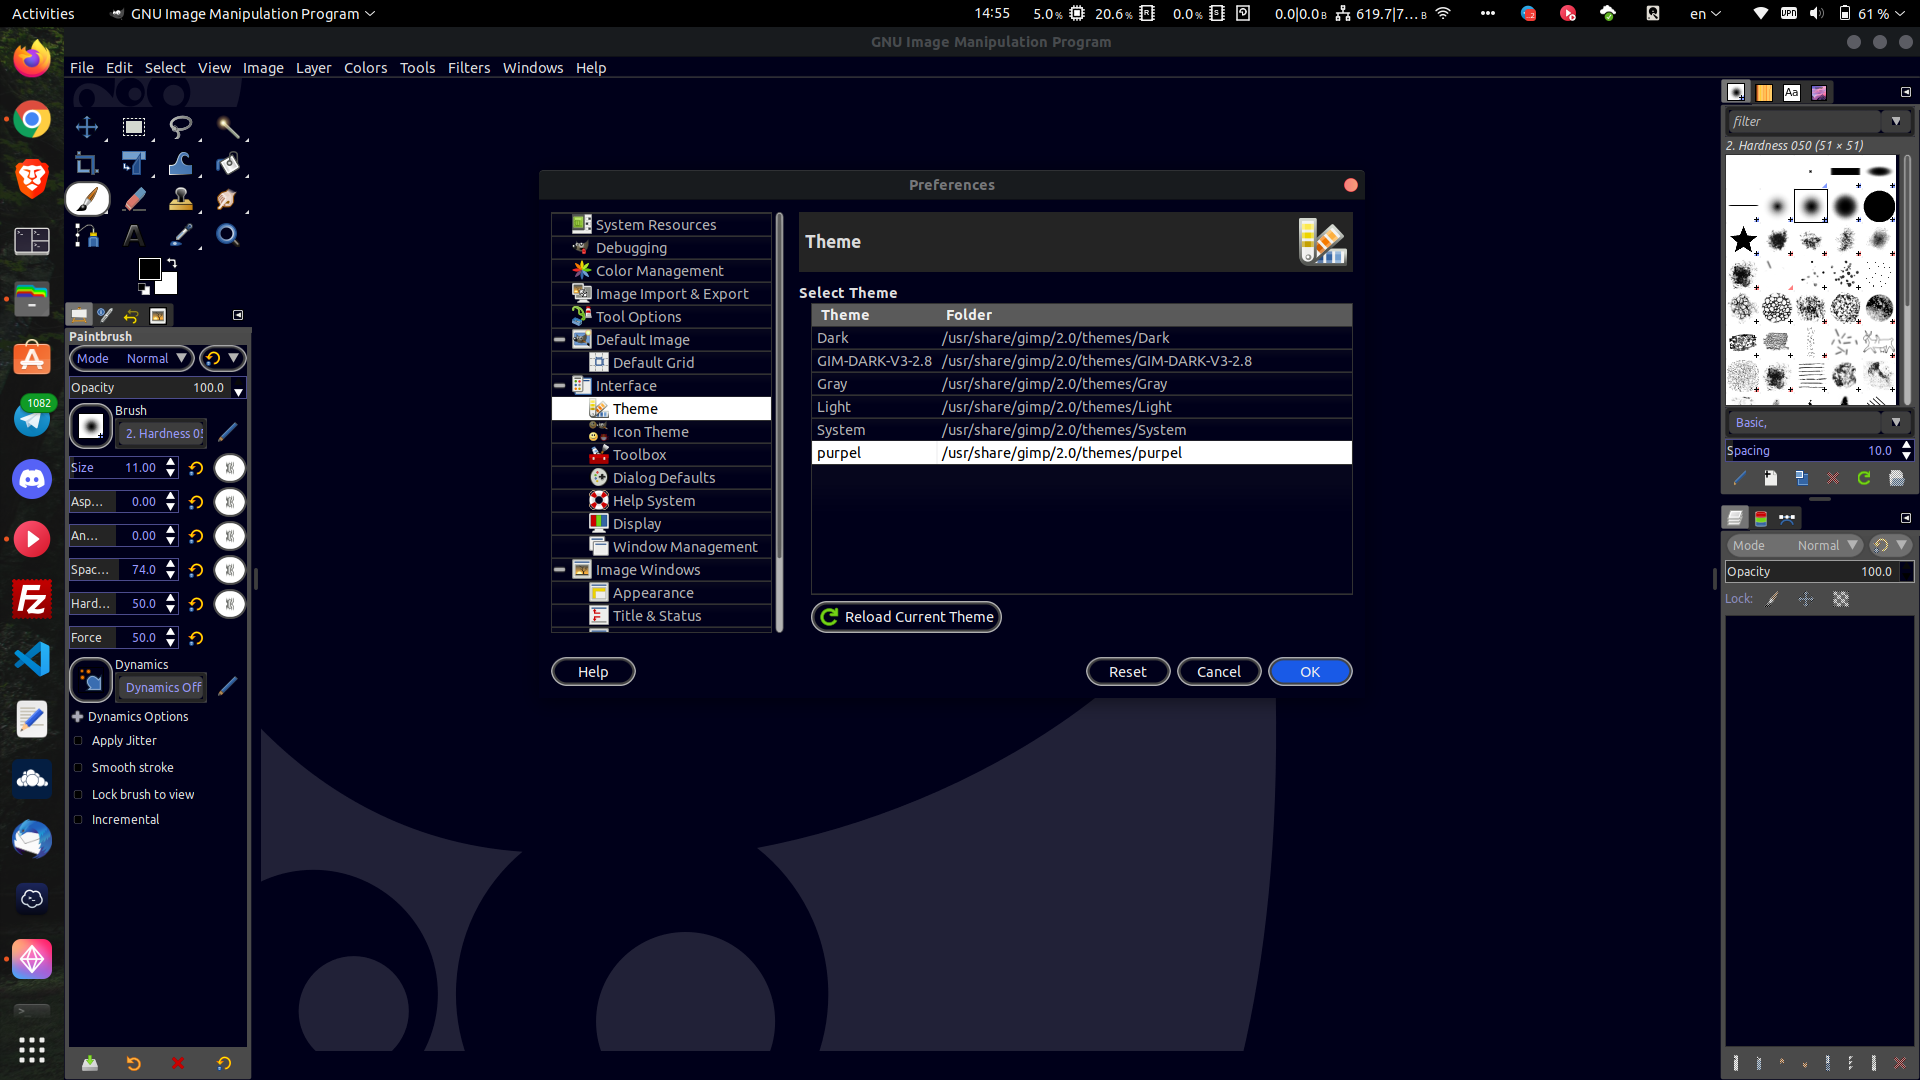 Activities
GNU Image Manipulation Program
14:55
5.0 %
20.6 %
0.0 %
0.0|0.0 B
619.7|7... B
en
61 %
GNU Image Manipulation Program
File Edit Select View Image Layer Colors Tools Filters Windows Help
Paintbrush
Mode Normal
Opacity 100.0
Brush
2. Hardness 05
Size 11.00
Asp... 0.00
An... 0.00
Spac... 74.0
Hard... 50.0
Force 50.0
Dynamics
Dynamics Off
Dynamics Options
Apply Jitter
Smooth stroke
Lock brush to view
Incremental
1082
Preferences
System Resources
Debugging
Color Management
Image Import & Export
Tool Options
Default Image
Default Grid
Interface
Theme
Icon Theme
Toolbox
Dialog Defaults
Help System
Display
Window Management
Image Windows
Appearance
Title & Status
Theme
Select Theme
Theme Folder
Dark /usr/share/gimp/2.0/themes/Dark
GIM-DARK-V3-2.8 /usr/share/gimp/2.0/themes/GIM-DARK-V3-2.8
Gray /usr/share/gimp/2.0/themes/Gray
Light /usr/share/gimp/2.0/themes/Light
System /usr/share/gimp/2.0/themes/System
purpel /usr/share/gimp/2.0/themes/purpel
Reload Current Theme
Help Reset Cancel OK
Aa
filter
2. Hardness 050 (51 × 51)
Basic,
Spacing 10.0
Mode Normal
Opacity 100.0
Lock: